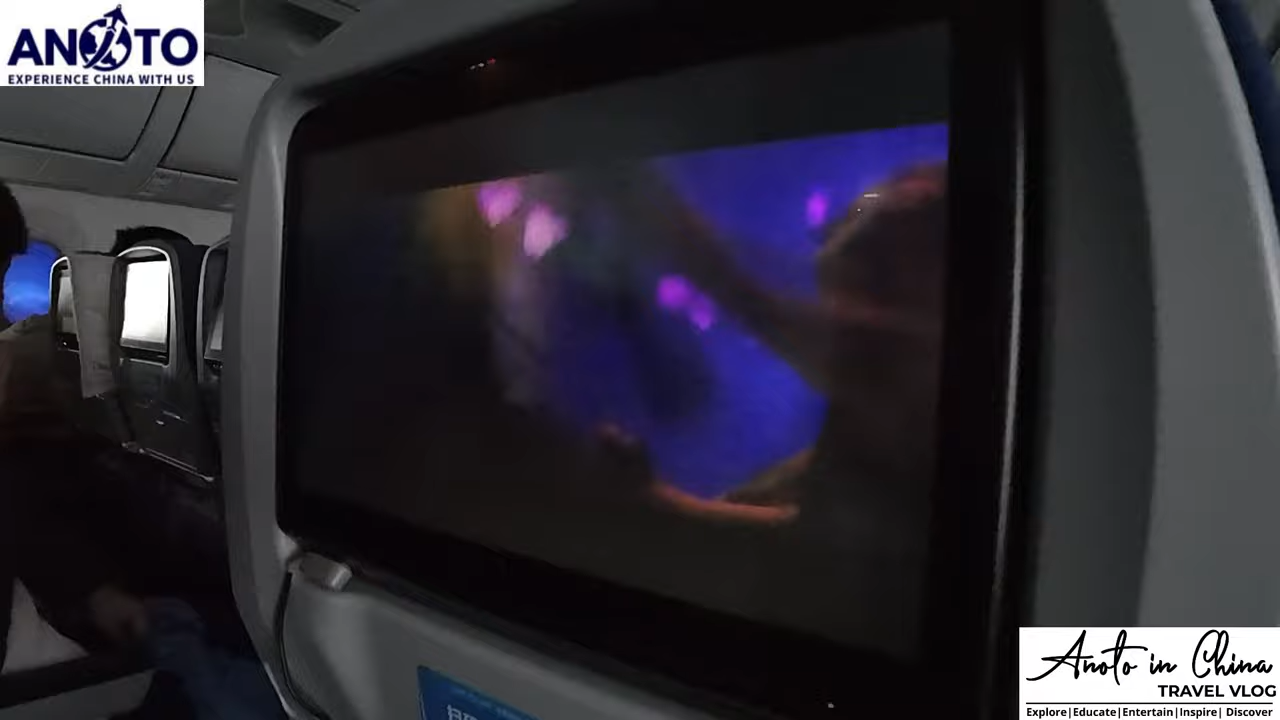 ANOTO
EXPERIENCE CHINA WITH US
Anoto in China
TRAVEL VLOG
Explore|Educate|Entertain|Inspire| Discover